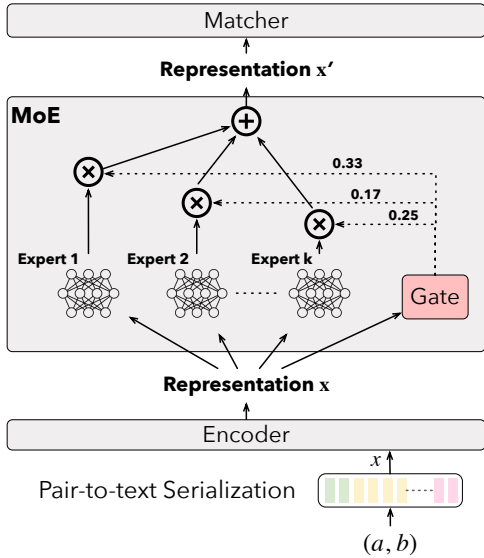 Matcher
Representation x′
MoE
+
0.33
×
0.17
×
0.25
×
Expert 1 Expert 2 Expert k
Gate
Representation x
Encoder
x
Pair-to-text Serialization
(a, b)